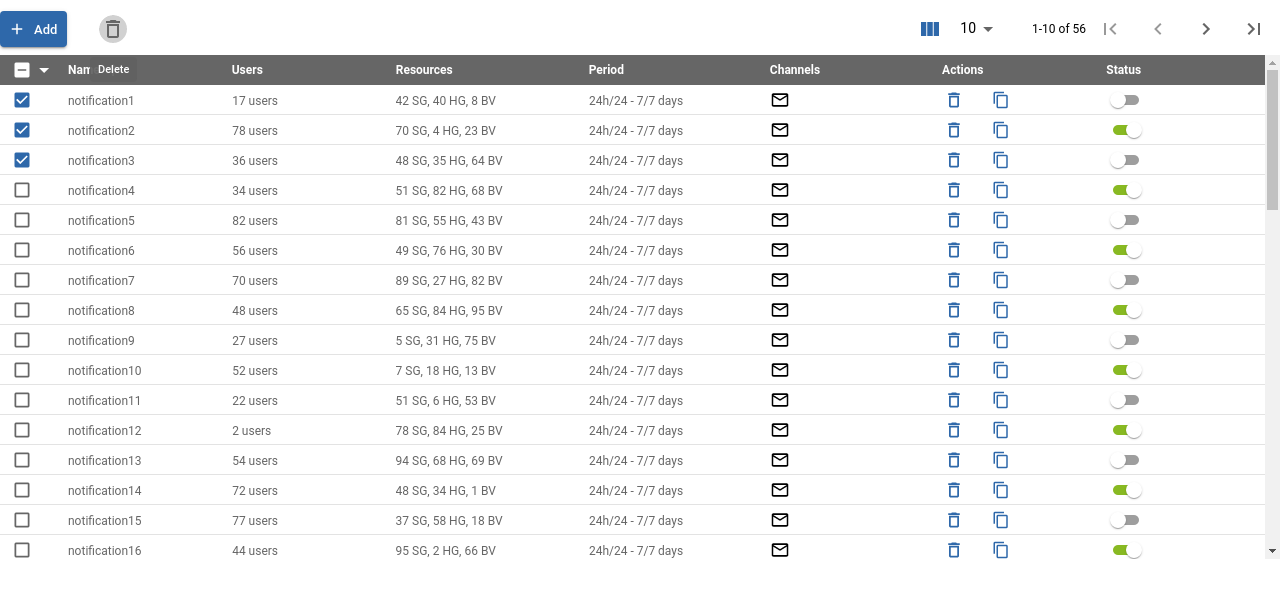 Add
10
1-10 of 56
Nam Delete Users Resources Period Channels Actions Status
notification1 17 users 42 SG, 40 HG, 8 BV 24h/24 - 7/7 days
notification2 78 users 70 SG, 4 HG, 23 BV 24h/24 - 7/7 days
notification3 36 users 48 SG, 35 HG, 64 BV 24h/24 - 7/7 days
notification4 34 users 51 SG, 82 HG, 68 BV 24h/24 - 7/7 days
notification5 82 users 81 SG, 55 HG, 43 BV 24h/24 - 7/7 days
notification6 56 users 49 SG, 76 HG, 30 BV 24h/24 - 7/7 days
notification7 70 users 89 SG, 27 HG, 82 BV 24h/24 - 7/7 days
notification8 48 users 65 SG, 84 HG, 95 BV 24h/24 - 7/7 days
notification9 27 users 5 SG, 31 HG, 75 BV 24h/24 - 7/7 days
notification10 52 users 7 SG, 18 HG, 13 BV 24h/24 - 7/7 days
notification11 22 users 51 SG, 6 HG, 53 BV 24h/24 - 7/7 days
notification12 2 users 78 SG, 84 HG, 25 BV 24h/24 - 7/7 days
notification13 54 users 94 SG, 68 HG, 69 BV 24h/24 - 7/7 days
notification14 72 users 48 SG, 34 HG, 1 BV 24h/24 - 7/7 days
notification15 77 users 37 SG, 58 HG, 18 BV 24h/24 - 7/7 days
notification16 44 users 95 SG, 2 HG, 66 BV 24h/24 - 7/7 days